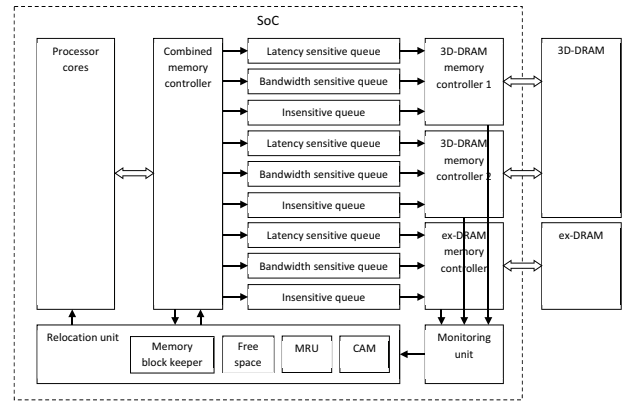 SoC
Processor
cores
Combined
memory
controller
Latency sensitive queue
Bandwidth sensitive queue
Insensitive queue
Latency sensitive queue
Bandwidth sensitive queue
Insensitive queue
Latency sensitive queue
Bandwidth sensitive queue
Insensitive queue
3D-DRAM
memory
controller 1
3D-DRAM
memory
controller 2
ex-DRAM
memory
controller
3D-DRAM
ex-DRAM
Relocation unit
Memory
block keeper
Free
space
MRU
CAM
Monitoring
unit